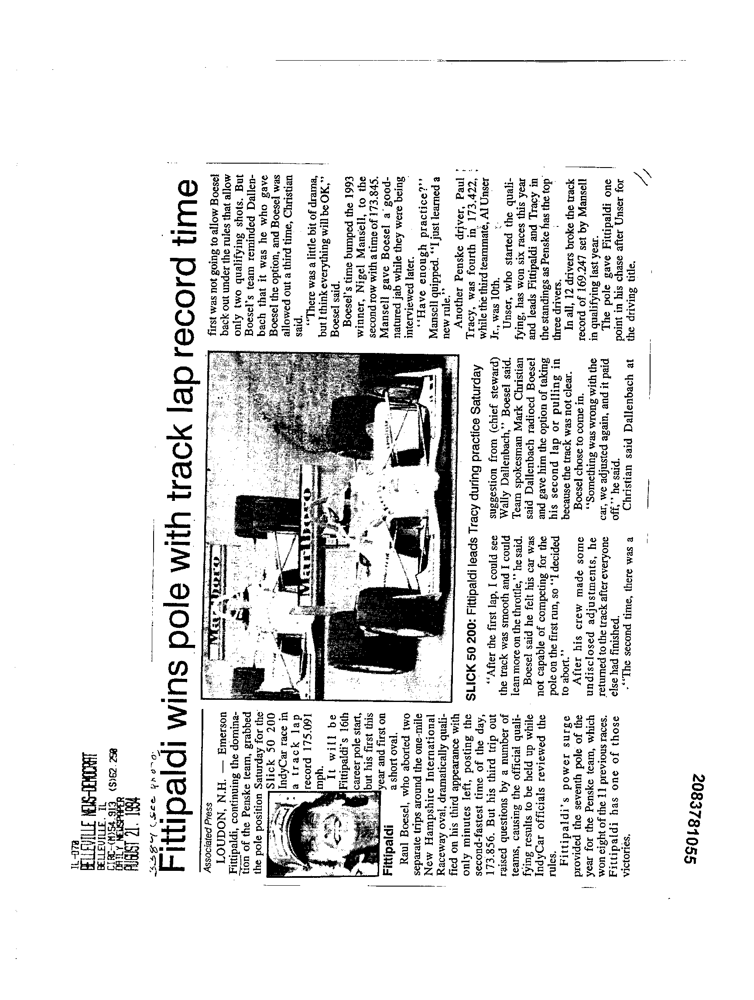 IL-078
BELLEVILLE NEWS-DEMOCRAT
BELLEVILLE, IL
DAILY NEWSPAPER
AUGUST 21, 1994
33894 (see photo)
Fittipaldi wins pole with track lap record time
Associated Press
LOUDON, N.H. — Emerson
Fittipaldi, continuing the domina-
tion of the Penske team, grabbed
the pole position Saturday for the
Slick 50 200
IndyCar race in
a track lap
record 175.091
mph.
It will be
Fittipaldi's 16th
career pole start,
but his first this
year and first on
a short oval.
Fittipaldi
Raul Boesel, who aborted two
separate trips around the one-mile
New Hampshire International
Raceway oval, dramatically quali-
fied on his third appearance with
only minutes left, posting the
second-fastest time of the day,
173.856. But his third trip out
raised questions by a number of
teams, causing the official quali-
fying results to be held up while
IndyCar officials reviewed the
rules.
Fittipaldi's power surge
provided the seventh pole of the
year for the Penske team, which
won eight of the 11 previous races.
Fittipaldi has one of those
victories.
Marlboro
Marlboro
SLICK 50 200: Fittipaldi leads Tracy during practice Saturday
"After the first lap, I could see
the track was smooth and I could
lean more on the throttle," he said.
Boesel said he felt his car was
not capable of competing for the
pole on the first run, so "I decided
to abort."
After his crew made some
undisclosed adjustments, he
returned to the track after everyone
else had finished.
"The second time, there was a
suggestion from (chief steward)
Wally Dallenbach," Boesel said.
Team spokesman Mark Christian
said Dallenbach radioed Boesel
and gave him the option of taking
his second lap or pulling in
because the track was not clear.
Boesel chose to come in.
"Something was wrong with the
car, we adjusted again, and it paid
off," he said.
Christian said Dallenbach at
first was not going to allow Boesel
back out under the rules that allow
only two qualifying shots. But
Boesel's team reminded Dallen-
bach that it was he who gave
Boesel the option, and Boesel was
allowed out a third time, Christian
said.
"There was a little bit of drama,
but I think everything will be OK,"
Boesel said.
Boesel's time bumped the 1993
winner, Nigel Mansell, to the
second row with a time of 173.845.
Mansell gave Boesel a good-
natured jab while they were being
interviewed later.
"Have enough practice?"
Mansell quipped. "I just learned a
new rule."
Another Penske driver, Paul
Tracy, was fourth in 173.422,
while the third teammate, Al Unser
Jr., was 10th.
Unser, who started the quali-
fying, has won six races this year
and leads Fittipaldi and Tracy in
the standings as Penske has the top
three drivers.
In all, 12 drivers broke the track
record of 169.247 set by Mansell
in qualifying last year.
The pole gave Fittipaldi one
point in his chase after Unser for
the driving title.
2083781055